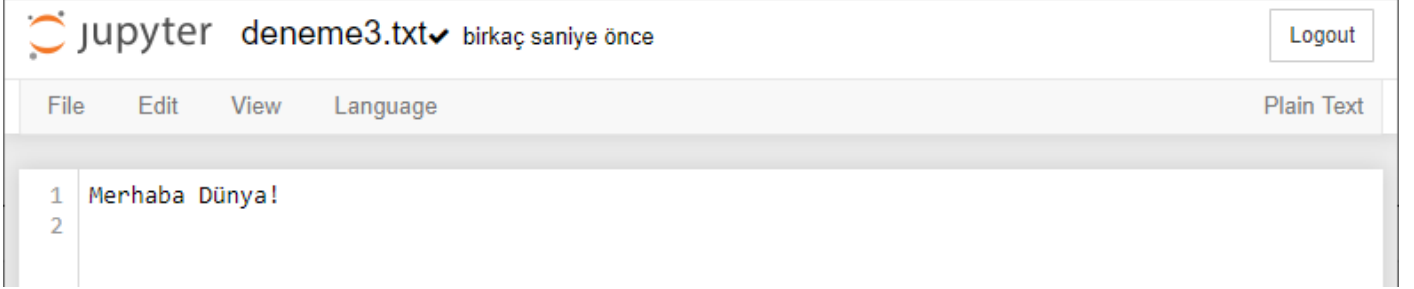 jupyter deneme3.txt✔ birkaç saniye önce Logout
File Edit View Language Plain Text
1 Merhaba Dünya!
2